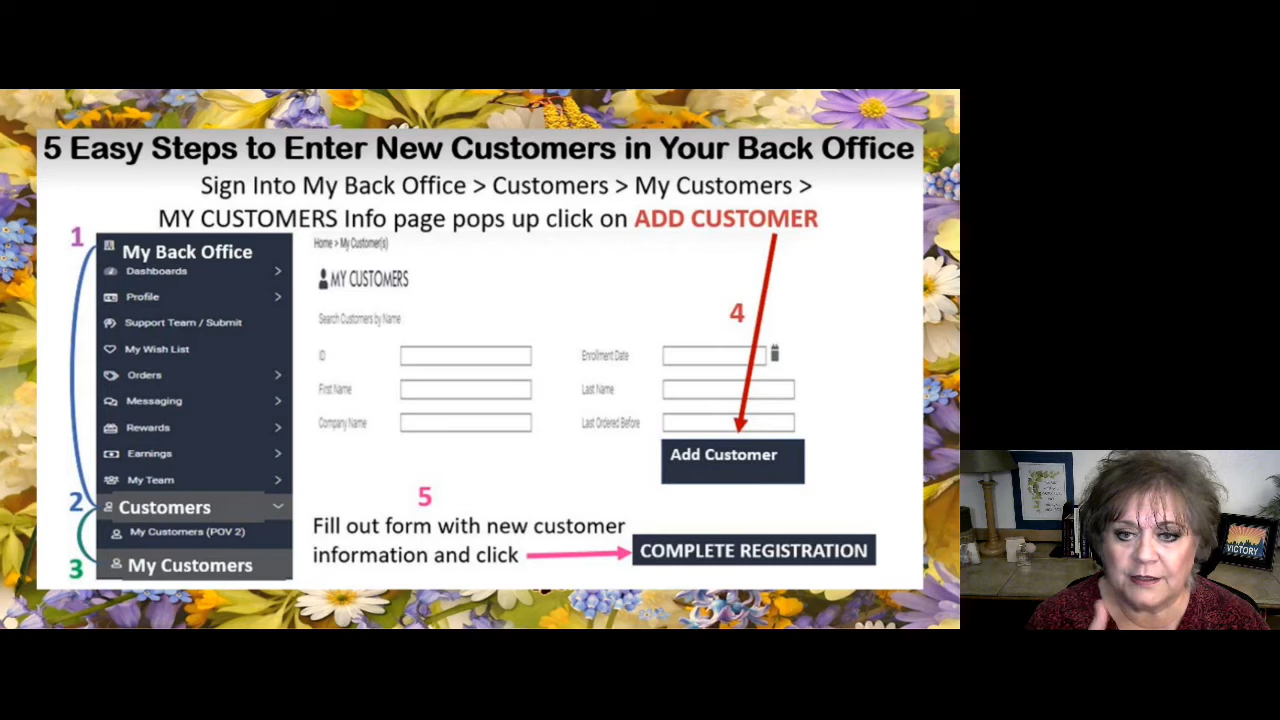 5 Easy Steps to Enter New Customers in Your Back Office
Sign Into My Back Office > Customers > My Customers >
MY CUSTOMERS Info page pops up click on ADD CUSTOMER
1
My Back Office
Dashboards
Profile
Support Team / Submit
My Wish List
Orders
Messaging
Rewards
Earnings
My Team
2
Customers
My Customers (POV 2)
3
My Customers
Home > My Customer(s)
MY CUSTOMERS
Search Customers by Name
4
ID
Enrollment Date
First Name
Last Name
Company Name
Last Ordered Before
Add Customer
5
Fill out form with new customer
information and click
COMPLETE REGISTRATION
VICTORY